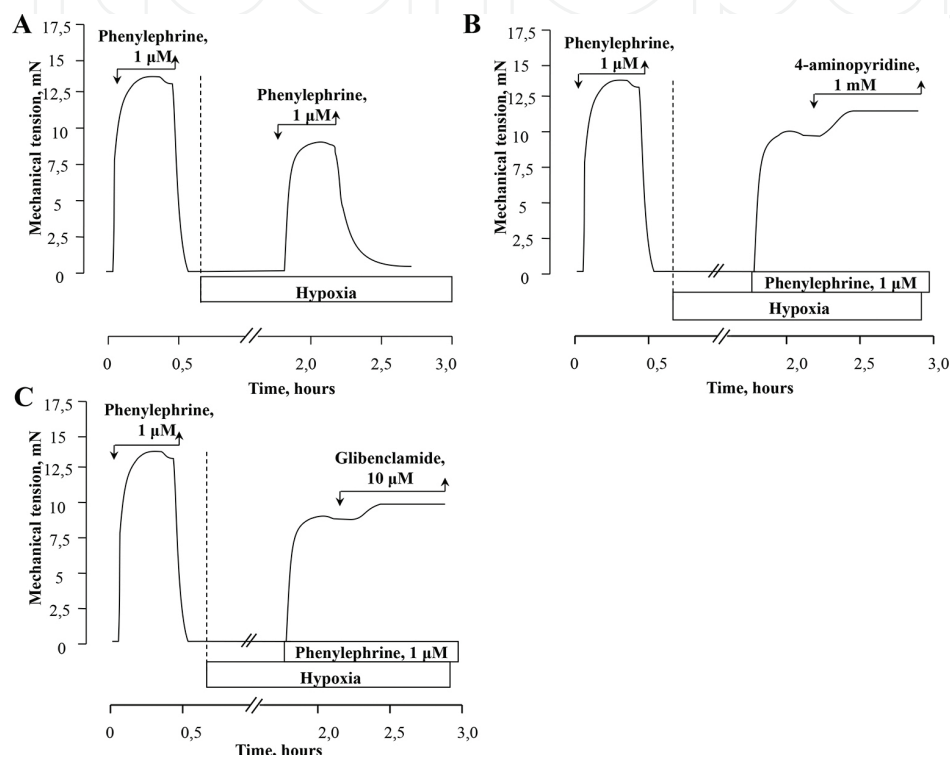 A
Mechanical tension, mN
17,5
15
12,5
10
7,5
5
2,5
0
Phenylephrine,
1 µM
Phenylephrine,
1 µM
Hypoxia
0
0,5
2,0
2,5
3,0
Time, hours
B
Mechanical tension, mN
17,5
15
12,5
10
7,5
5
2,5
0
Phenylephrine,
1 µM
4-aminopyridine,
1 mM
Phenylephrine, 1 µM
Hypoxia
0
0,5
2,0
2,5
3,0
Time, hours
C
Mechanical tension, mN
17,5
15
12,5
10
7,5
5
2,5
0
Phenylephrine,
1 µM
Glibenclamide,
10 µM
Phenylephrine, 1 µM
Hypoxia
0
0,5
2,0
2,5
3,0
Time, hours